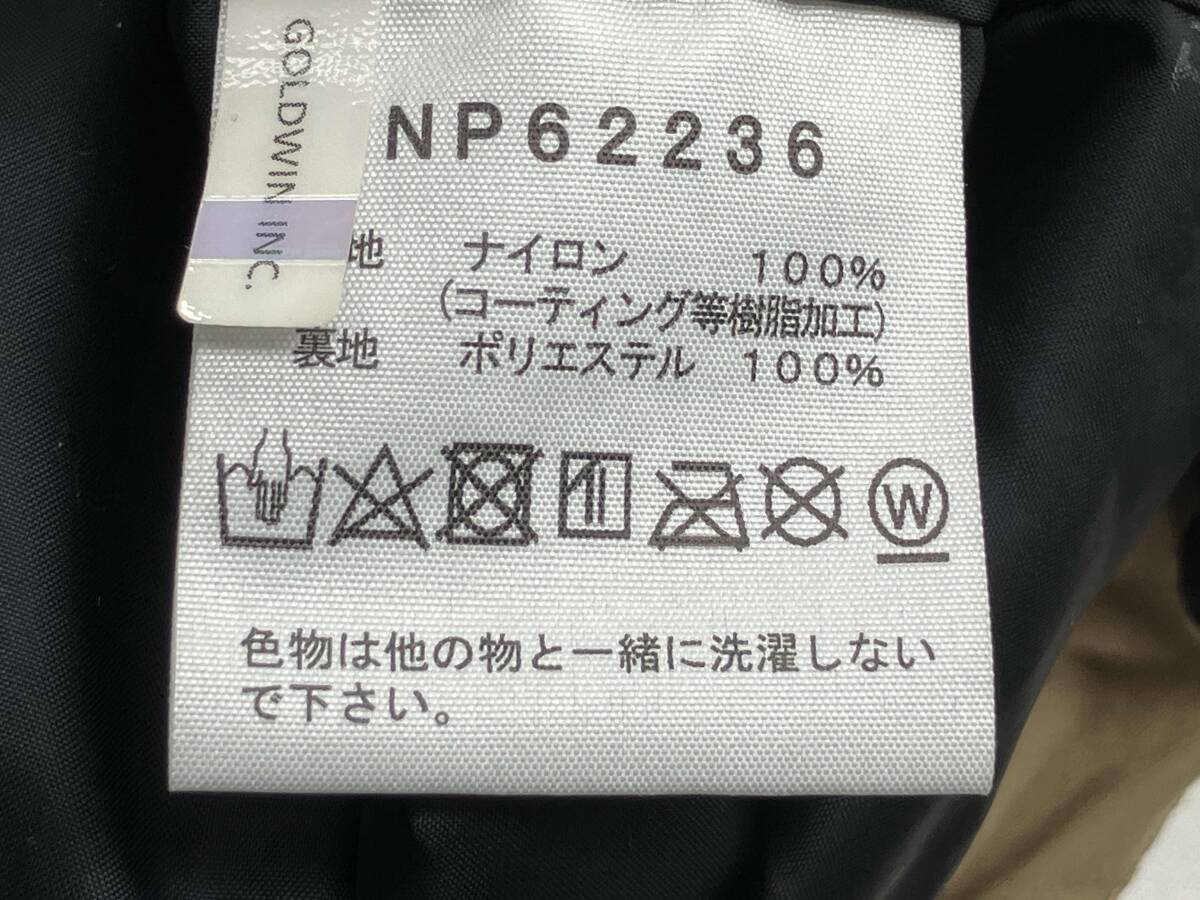 GOLDWIN INC.
NP62236
地 ナイロン 100%
(コーティング等樹脂加工)
裏地 ポリエステル 100%
W
色物は他の物と一緒に洗濯しない
で下さい。